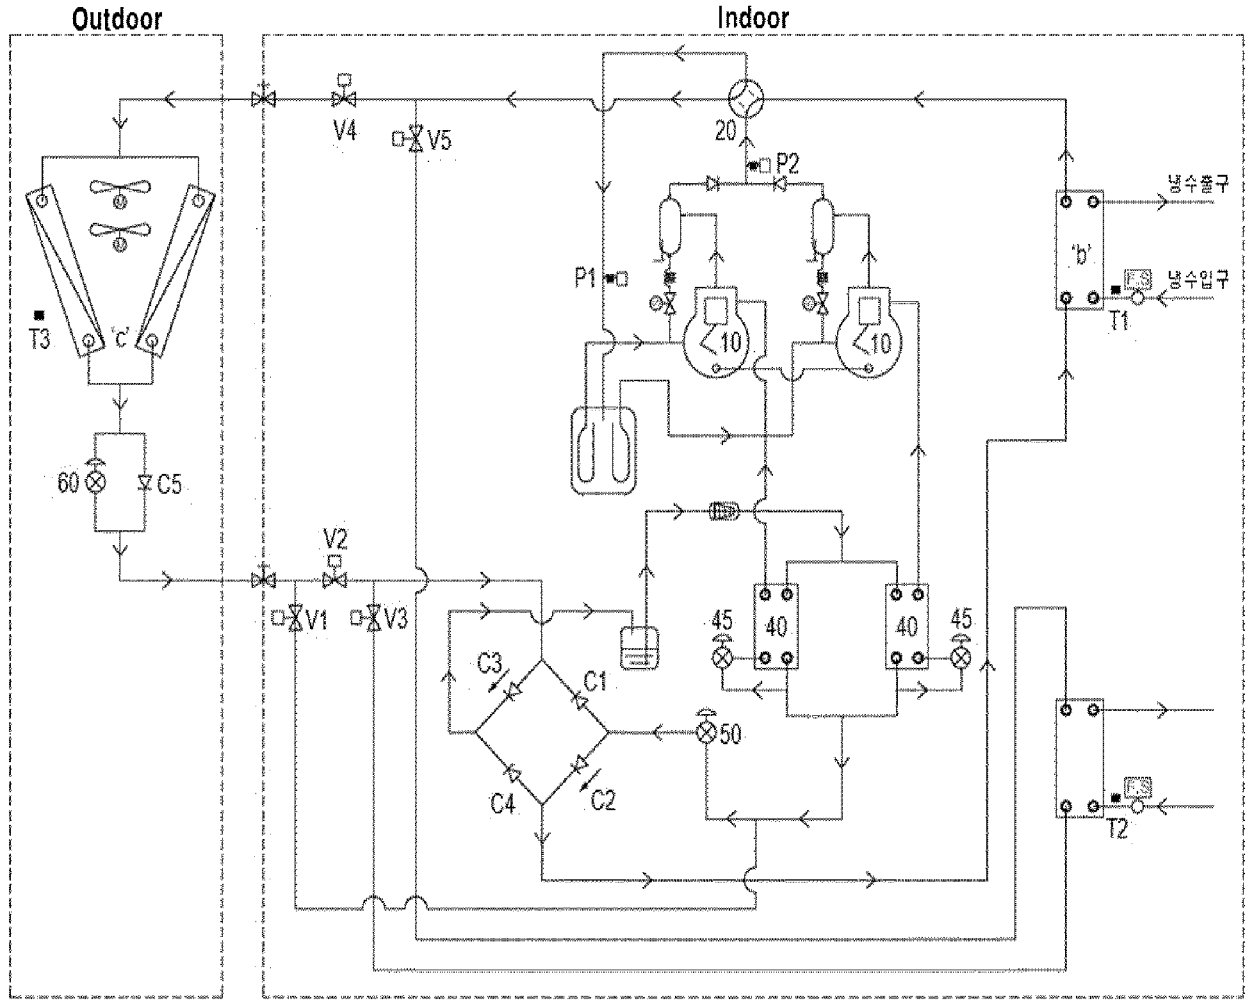 Outdoor
Indoor
V4
V5
20
P2
냉수출구
'b'
P1
F.S
냉수입구
T1
T3
'c'
10
10
60
C5
V2
V1
V3
45
40
40
45
C3
C1
50
C4
C2
F.S
T2